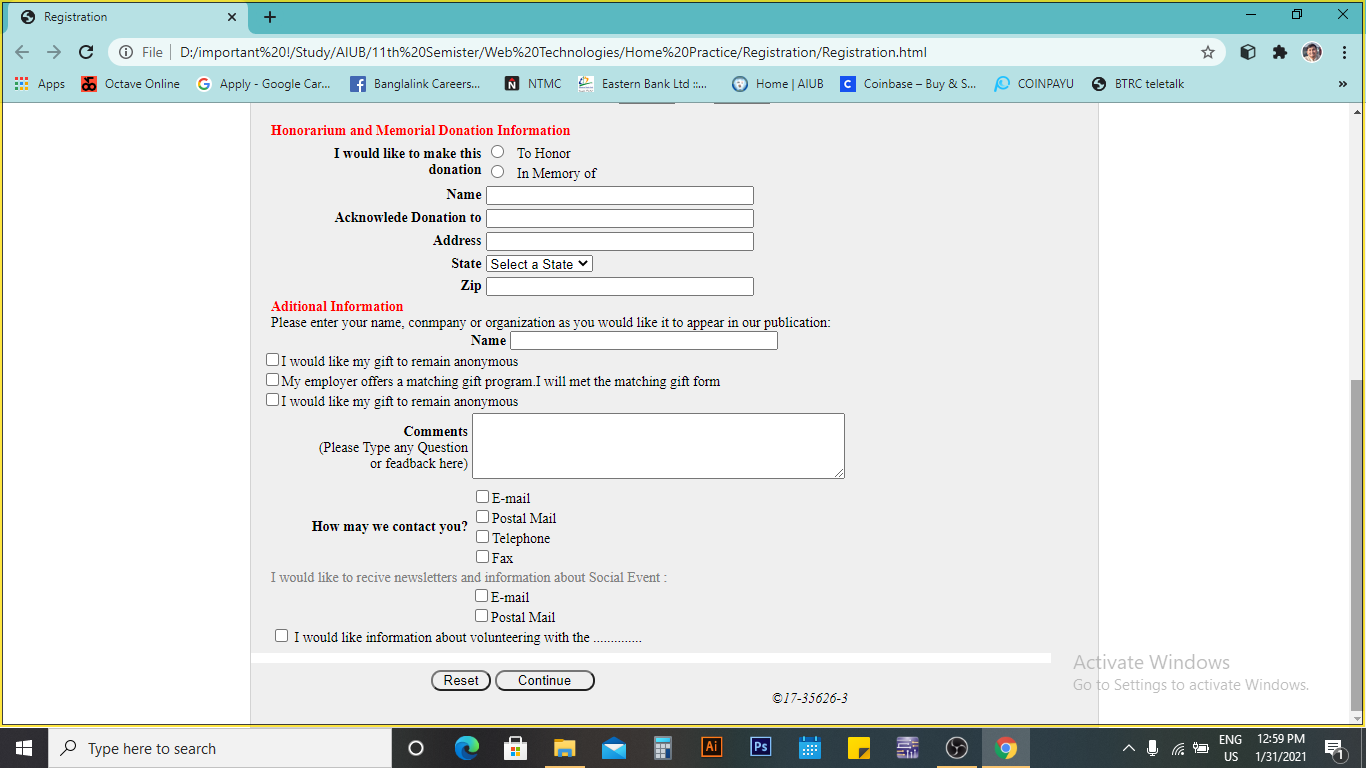 Registration
File
D:/important%20!/Study/AIUB/11th%20Semister/Web%20Technologies/Home%20Practice/Registration/Registration.html
Apps Octave Online Apply - Google Car... Banglalink Careers... NTMC Eastern Bank Ltd ::... Home | AIUB Coinbase – Buy & S... COINPAYU BTRC teletalk »
Honorarium and Memorial Donation Information
I would like to make this To Honor
donation In Memory of
Name
Acknowlede Donation to
Address
State Select a State
Zip
Aditional Information
Please enter your name, conmpany or organization as you would like it to appear in our publication:
Name
I would like my gift to remain anonymous
My employer offers a matching gift program.I will met the matching gift form
I would like my gift to remain anonymous
Comments
(Please Type any Question
or feadback here)
E-mail
Postal Mail
How may we contact you?
Telephone
Fax
I would like to recive newsletters and information about Social Event :
E-mail
Postal Mail
I would like information about volunteering with the ..............
Reset Continue
©17-35626-3
Activate Windows
Go to Settings to activate Windows.
Type here to search
Ai Ps
ENG
US
12:59 PM
1/31/2021
1